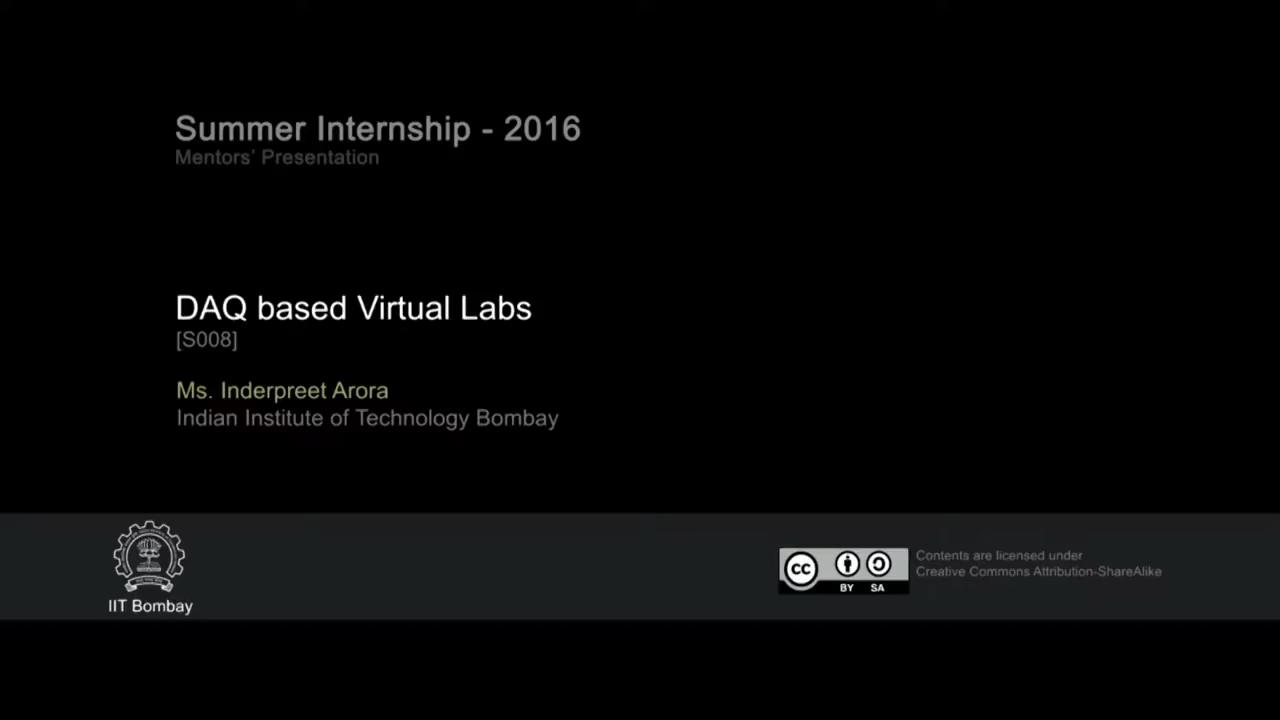 Summer Internship - 2016
Mentors' Presentation
DAQ based Virtual Labs
[S008]
Ms. Inderpreet Arora
Indian Institute of Technology Bombay
IIT Bombay
cc
BY SA
Contents are licensed under
Creative Commons Attribution-ShareAlike